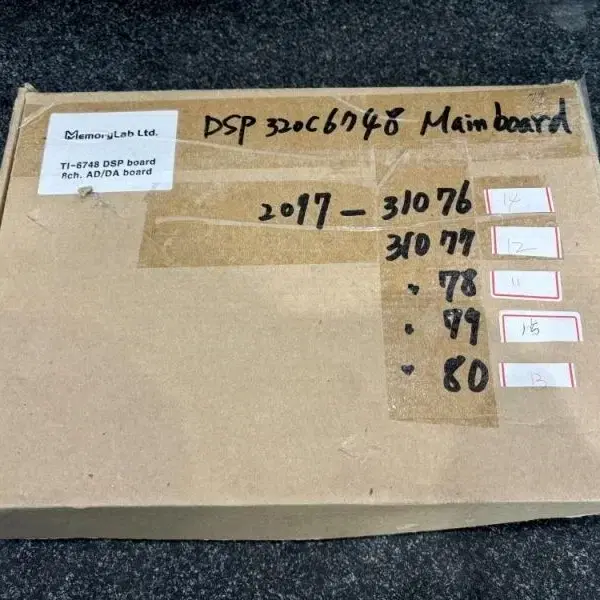 MemoryLab Ltd.
TI-6748 DSP board
8ch. AD/DA board
DSP 320C6748 Mainboard
2017-31076 14
31077 12
〃 78 11
〃 79 15
〃 80 13